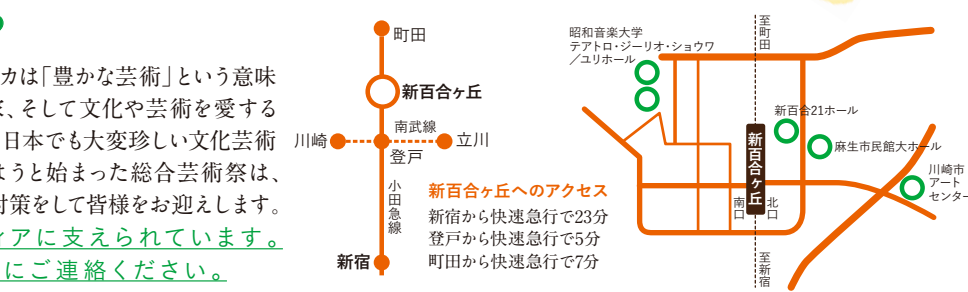 カは「豊かな芸術」という意味
、そして文化や芸術を愛する
日本でも大変珍しい文化芸術
ようと始まった総合芸術祭は、
対策をして皆様をお迎えします。
ィアに支えられています。
にご連絡ください。
町田
新百合ヶ丘
川崎
南武線
立川
登戸
小田急線
新宿
新百合ヶ丘へのアクセス
新宿から快速急行で23分
登戸から快速急行で5分
町田から快速急行で7分
昭和音楽大学
テアトロ・ジーリオ・ショウワ
/ユリホール
至町田
新百合21ホール
麻生市民館大ホール
川崎市
アート
センター
新百合ヶ丘
南口
北口
至新宿